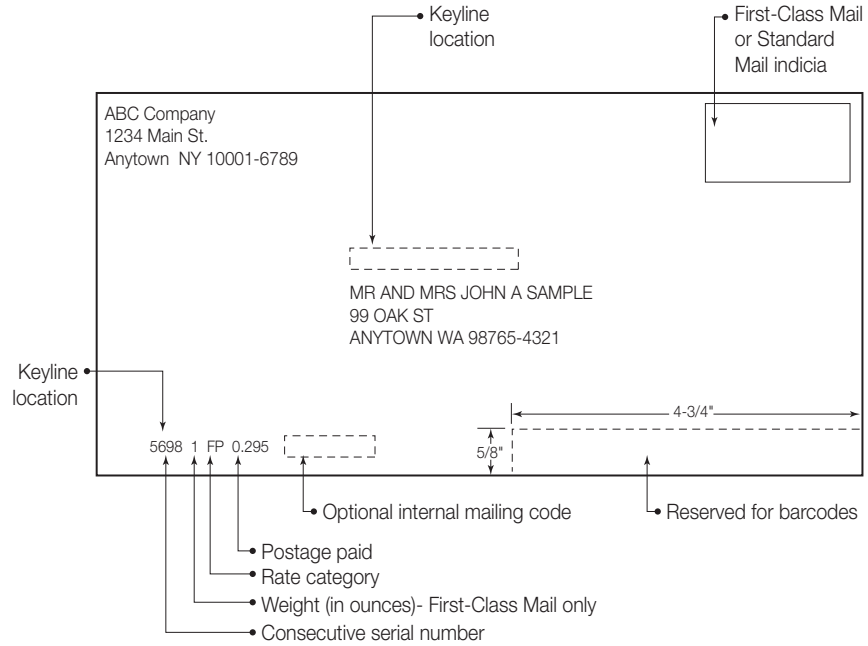 Keyline
location
First-Class Mail
or Standard
Mail indicia
ABC Company
1234 Main St.
Anytown NY 10001-6789
MR AND MRS JOHN A SAMPLE
99 OAK ST
ANYTOWN WA 98765-4321
Keyline
location
4-3/4"
5698 1 FP 0.295
5/8"
Optional internal mailing code
Reserved for barcodes
Postage paid
Rate category
Weight (in ounces)- First-Class Mail only
Consecutive serial number